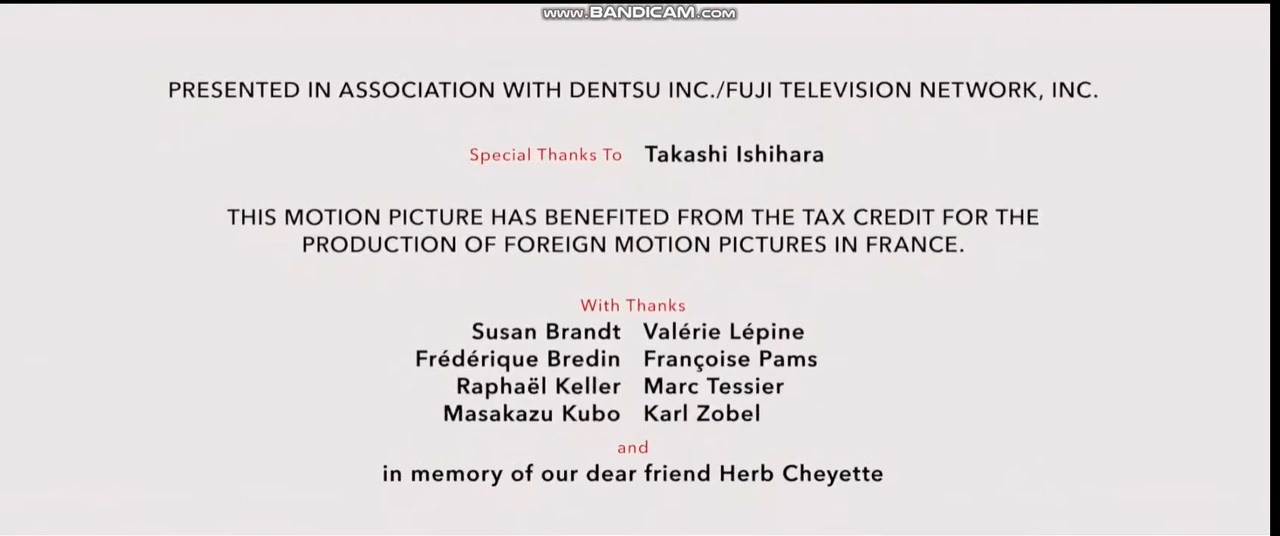 www.BANDICAM.com
PRESENTED IN ASSOCIATION WITH DENTSU INC./FUJI TELEVISION NETWORK, INC.
Special Thanks To Takashi Ishihara
THIS MOTION PICTURE HAS BENEFITED FROM THE TAX CREDIT FOR THE
PRODUCTION OF FOREIGN MOTION PICTURES IN FRANCE.
With Thanks
Susan Brandt Valérie Lépine
Frédérique Bredin Françoise Pams
Raphaël Keller Marc Tessier
Masakazu Kubo Karl Zobel
and
in memory of our dear friend Herb Cheyette